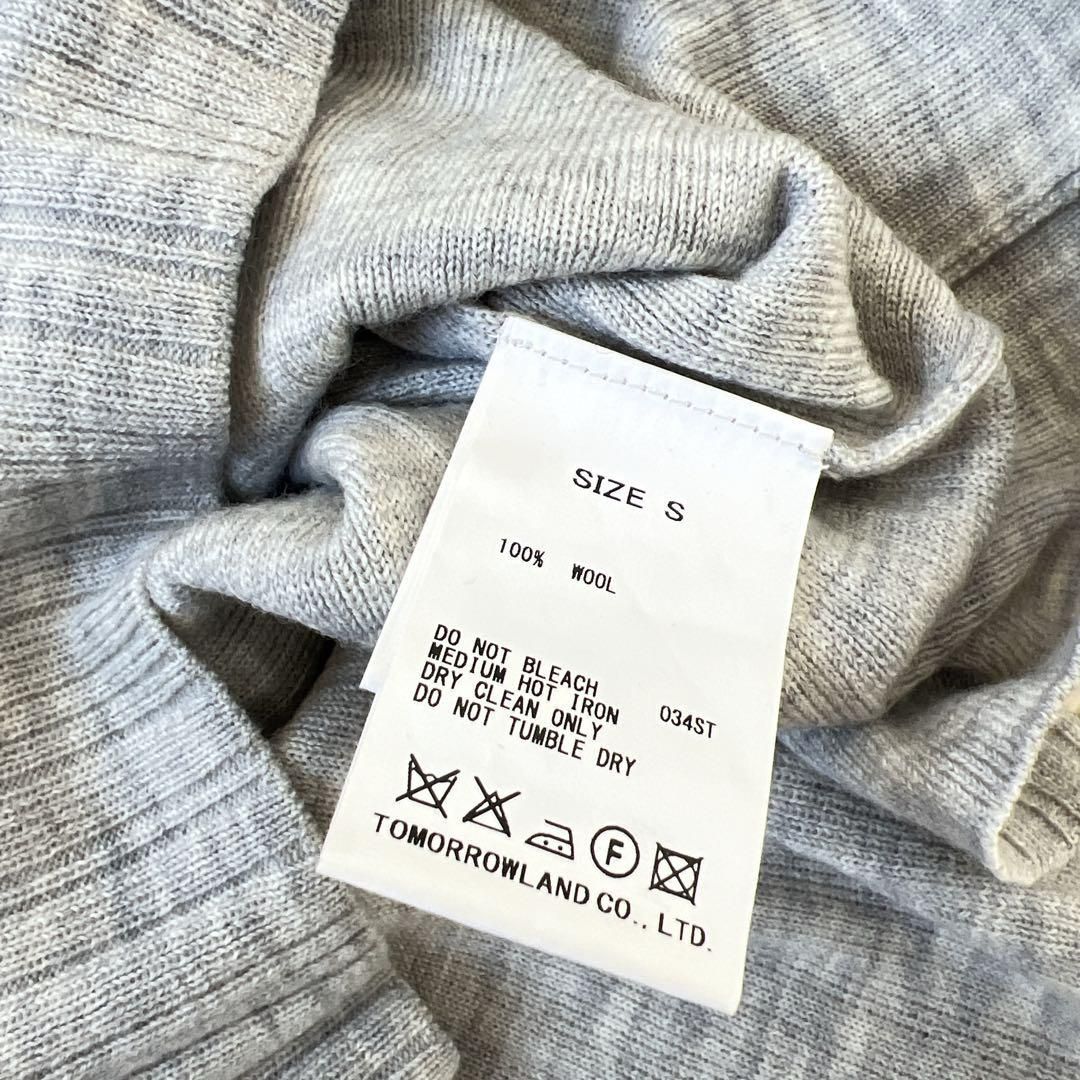 SIZE S
100% WOOL
DO NOT BLEACH
MEDIUM HOT IRON
DRY CLEAN ONLY 034ST
DO NOT TUMBLE DRY
F
TOMORROWLAND CO., LTD.